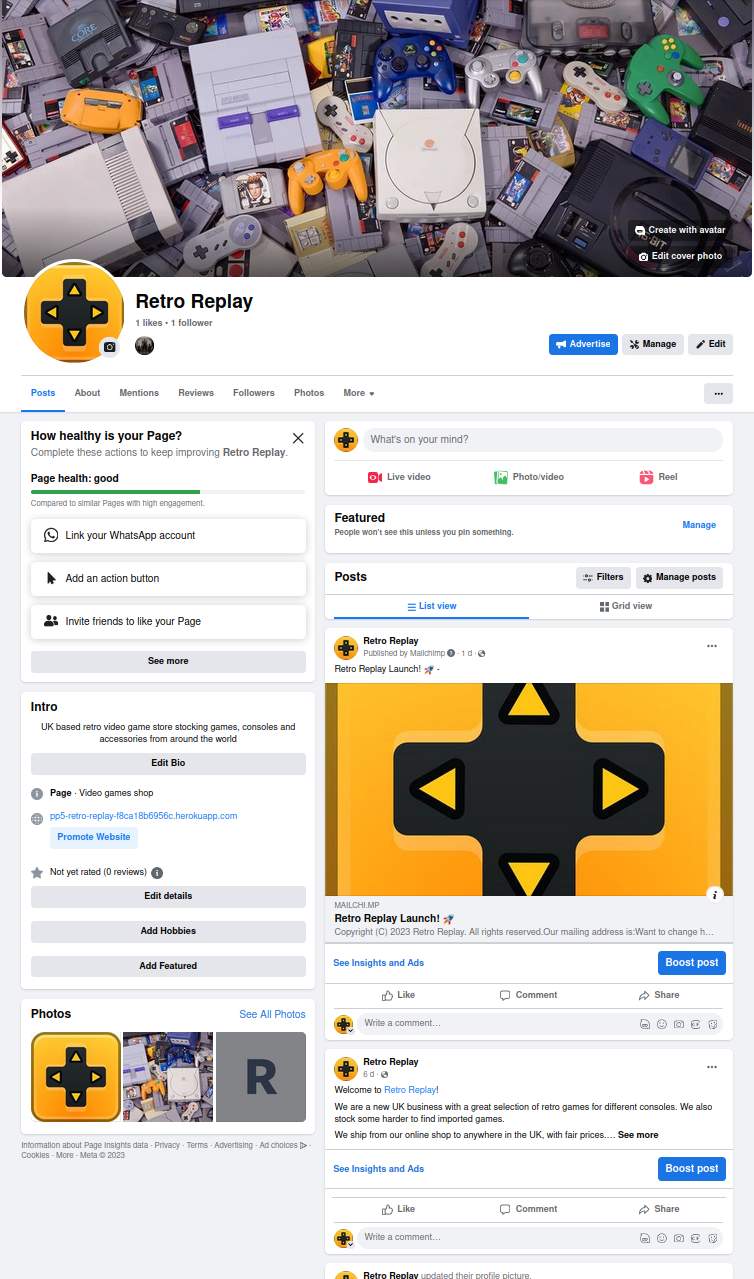 Create with avatar
Edit cover photo
Retro Replay
1 likes • 1 follower
Advertise
Manage
Edit
Posts
About
Mentions
Reviews
Followers
Photos
More
How healthy is your Page?
Complete these actions to keep improving Retro Replay.
Page health: good
Compared to similar Pages with high engagement.
Link your WhatsApp account
Add an action button
Invite friends to like your Page
See more
Intro
UK based retro video game store stocking games, consoles and
accessories from around the world
Edit Bio
Page · Video games shop
pp5-retro-replay-f8ca18b6956c.herokuapp.com
Promote Website
Not yet rated (0 reviews)
Edit details
Add Hobbies
Add Featured
Photos
See All Photos
R
Information about Page Insights data · Privacy · Terms · Advertising · Ad choices ·
Cookies · More · Meta © 2023
What's on your mind?
Live video
Photo/video
Reel
Featured
People won't see this unless you pin something.
Manage
Posts
Filters
Manage posts
List view
Grid view
Retro Replay
Published by Mailchimp · 1 d ·
Retro Replay Launch! 🚀 -
MAILCHI.MP
Retro Replay Launch! 🚀
Copyright (C) 2023 Retro Replay. All rights reserved.Our mailing address is:Want to change h…
See Insights and Ads
Boost post
Like
Comment
Share
Write a comment…
Retro Replay
6 d ·
Welcome to Retro Replay!
We are a new UK business with a great selection of retro games for different consoles. We also
stock some harder to find imported games.
We ship from our online shop to anywhere in the UK, with fair prices.… See more
See Insights and Ads
Boost post
Like
Comment
Share
Write a comment…
Retro Replay updated their profile picture.